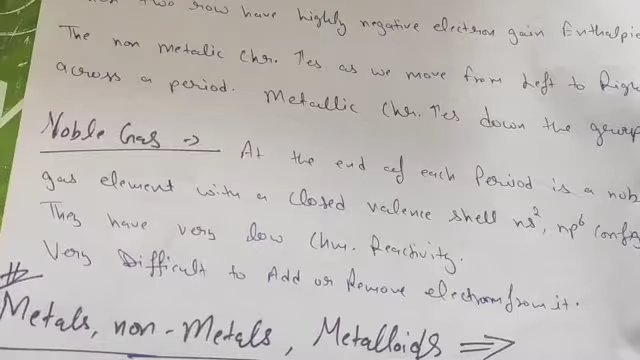 two row have highly negative electron gain Enthalpie
The non metalic Chr. ↑es as we move from Left to Righ
across a period. Metallic Chr. ↑es down the group
Noble Gas → At the end of each Period is a nob
gas element with a closed valence shell ns², np⁶ config
They have very low Chm. Reactivity.
Very Difficult to Add or Remove electron from it.
# Metals, non-Metals, Metalloids ⇒